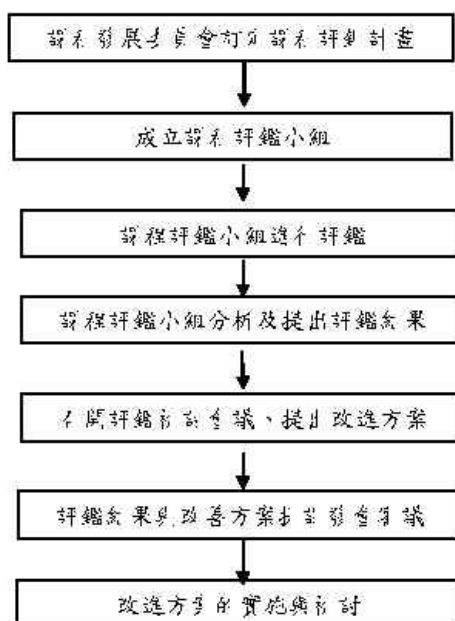 課程發展委員會訂定課程評鑑計畫
成立課程評鑑小組
課程評鑑小組進行評鑑
課程評鑑小組分析及提出評鑑結果
召開評鑑檢討會議、提出改進方案
評鑑結果與改善方案提課發會審議
改進方案的實施與檢討